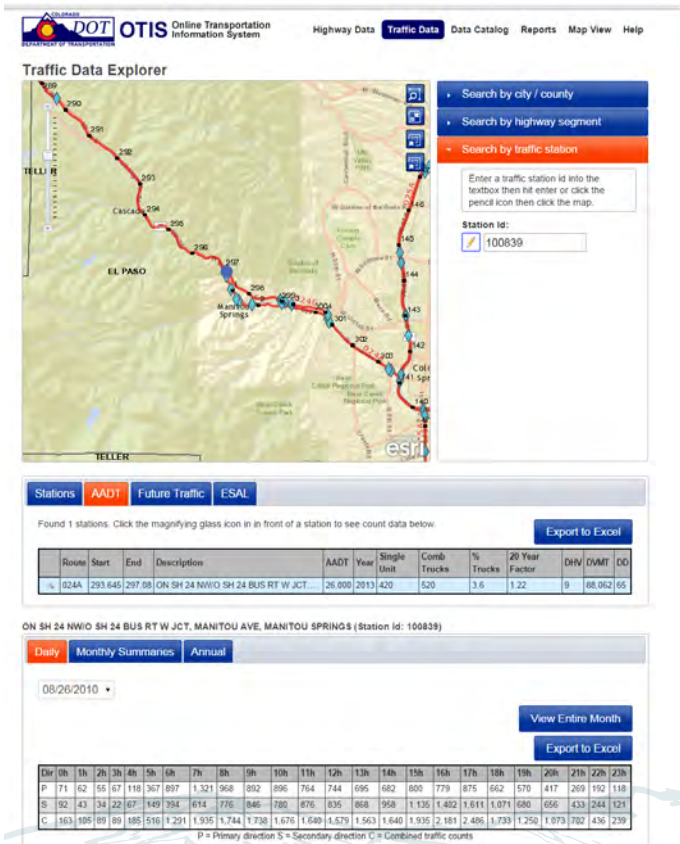 COLORADO
DOT
DEPARTMENT OF TRANSPORTATION
OTIS Online Transportation
Information System
Highway Data Traffic Data Data Catalog Reports Map View Help
Traffic Data Explorer
Search by city / county
Search by highway segment
Search by traffic station
Enter a traffic station id into the
textbox then hit enter or click the
pencil icon then click the map.
Station Id:
100839
289
290
291
292
293
294
Cascade
295
296
297
298
EL PASO
Manitou
Springs
301
302
303
146
145
144
143
142
141
140
TELLER
esri
Stations AADT Future Traffic ESAL
Found 1 stations. Click the magnifying glass icon in in front of a station to see count data below.
Export to Excel
Route Start End Description AADT Year Single Unit Comb Trucks % Trucks 20 Year Factor DHV DVMT DD
024A 293.645 297.08 ON SH 24 NW/O SH 24 BUS RT W JCT... 26,000 2013 420 520 3.6 1.22 9 88,062 65
ON SH 24 NW/O SH 24 BUS RT W JCT, MANITOU AVE, MANITOU SPRINGS (Station Id: 100839)
Daily Monthly Summaries Annual
08/26/2010
View Entire Month
Export to Excel
Dir 0h 1h 2h 3h 4h 5h 6h 7h 8h 9h 10h 11h 12h 13h 14h 15h 16h 17h 18h 19h 20h 21h 22h 23h
P 71 62 55 67 118 367 897 1,321 968 892 896 764 744 695 682 800 779 875 662 570 417 269 192 118
S 92 43 34 22 67 149 394 614 776 846 780 876 835 868 958 1,135 1,402 1,611 1,071 680 656 433 244 121
C 163 105 89 89 185 516 1,291 1,935 1,744 1,738 1,676 1,640 1,579 1,563 1,640 1,935 2,181 2,486 1,733 1,250 1,073 702 436 239
P = Primary direction S = Secondary direction C = Combined traffic counts